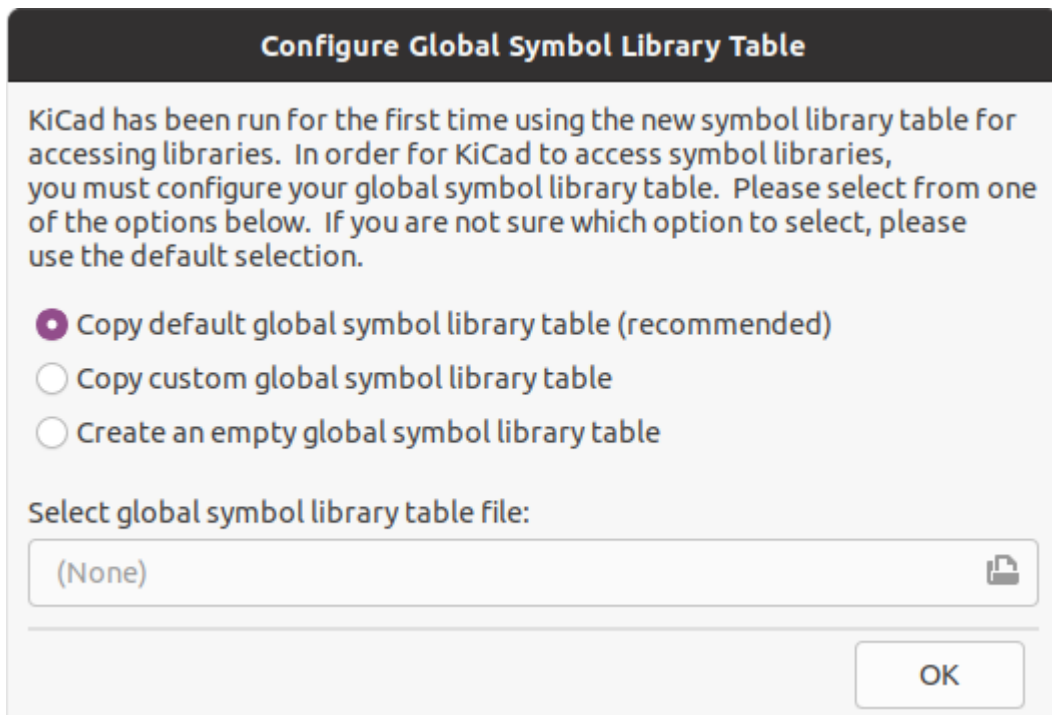 Configure Global Symbol Library Table
KiCad has been run for the first time using the new symbol library table for
accessing libraries.  In order for KiCad to access symbol libraries,
you must configure your global symbol library table.  Please select from one
of the options below.  If you are not sure which option to select, please
use the default selection.
Copy default global symbol library table (recommended)
Copy custom global symbol library table
Create an empty global symbol library table
Select global symbol library table file:
(None)
OK